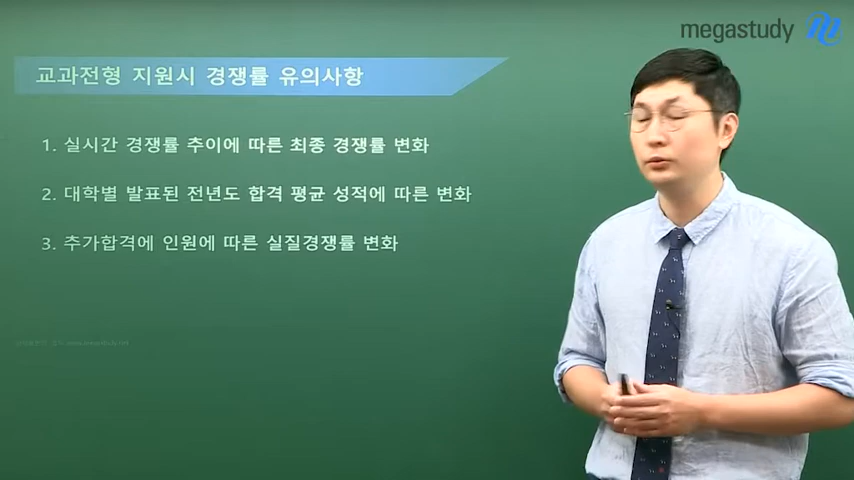 megastudy
교과전형 지원시 경쟁률 유의사항
1. 실시간 경쟁률 추이에 따른 최종 경쟁률 변화
2. 대학별 발표된 전년도 합격 평균 성적에 따른 변화
3. 추가합격에 인원에 따른 실질경쟁률 변화